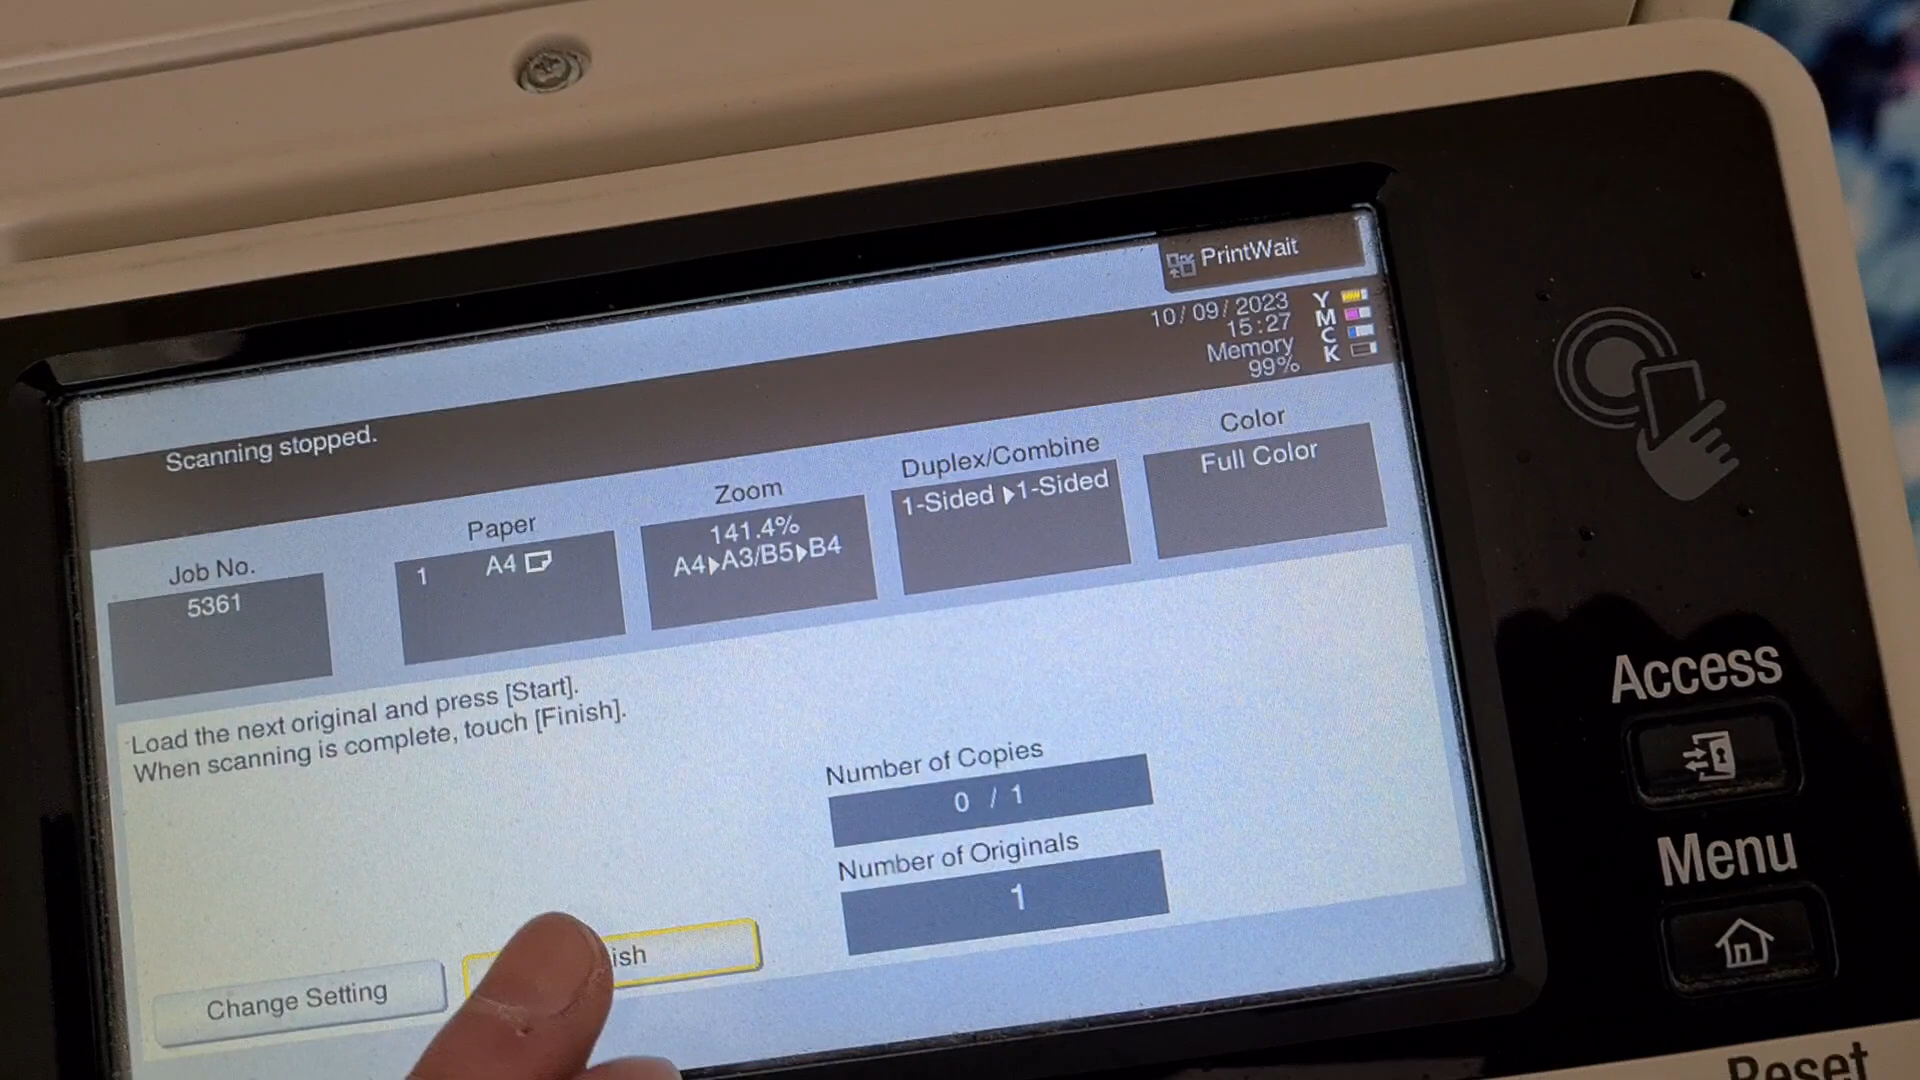 PrintWait
10/09/2023
15:27
Memory
99%
Y
M
C
K
Scanning stopped.
Job No.
5361
Paper
1 A4
Zoom
141.4%
A4▶A3/B5▶B4
Duplex/Combine
1-Sided ▶1-Sided
Color
Full Color
Load the next original and press [Start].
When scanning is complete, touch [Finish].
Number of Copies
0 / 1
Number of Originals
1
Change Setting
ish
Access
Menu
Reset